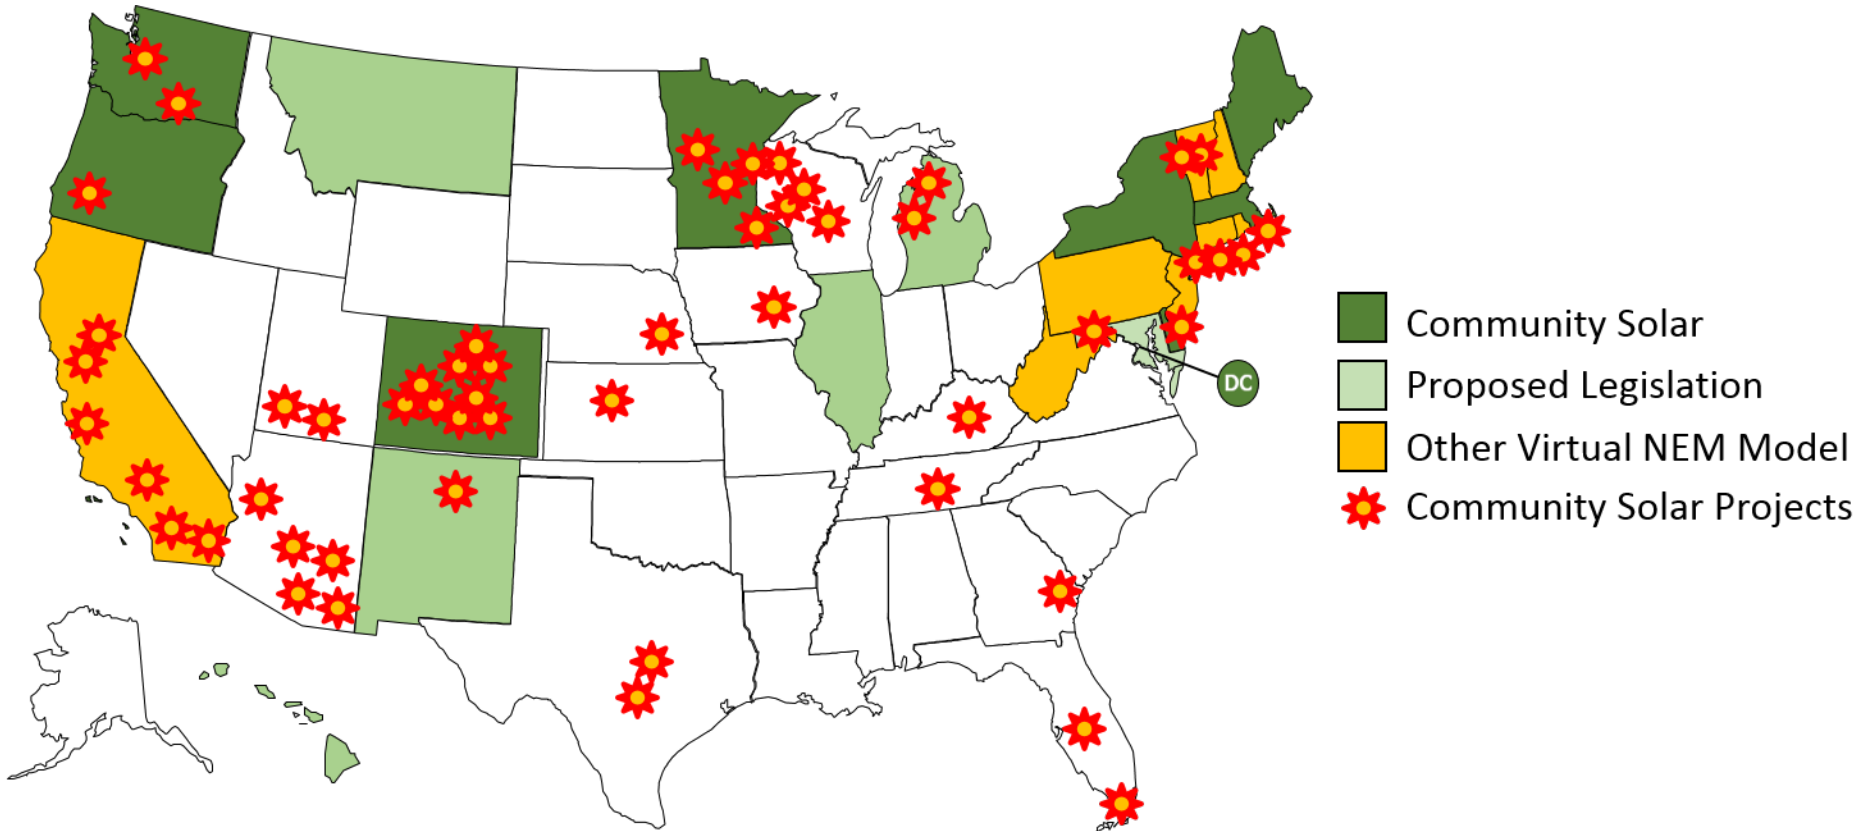 Community Solar
DC
Proposed Legislation
Other Virtual NEM Model
Community Solar Projects